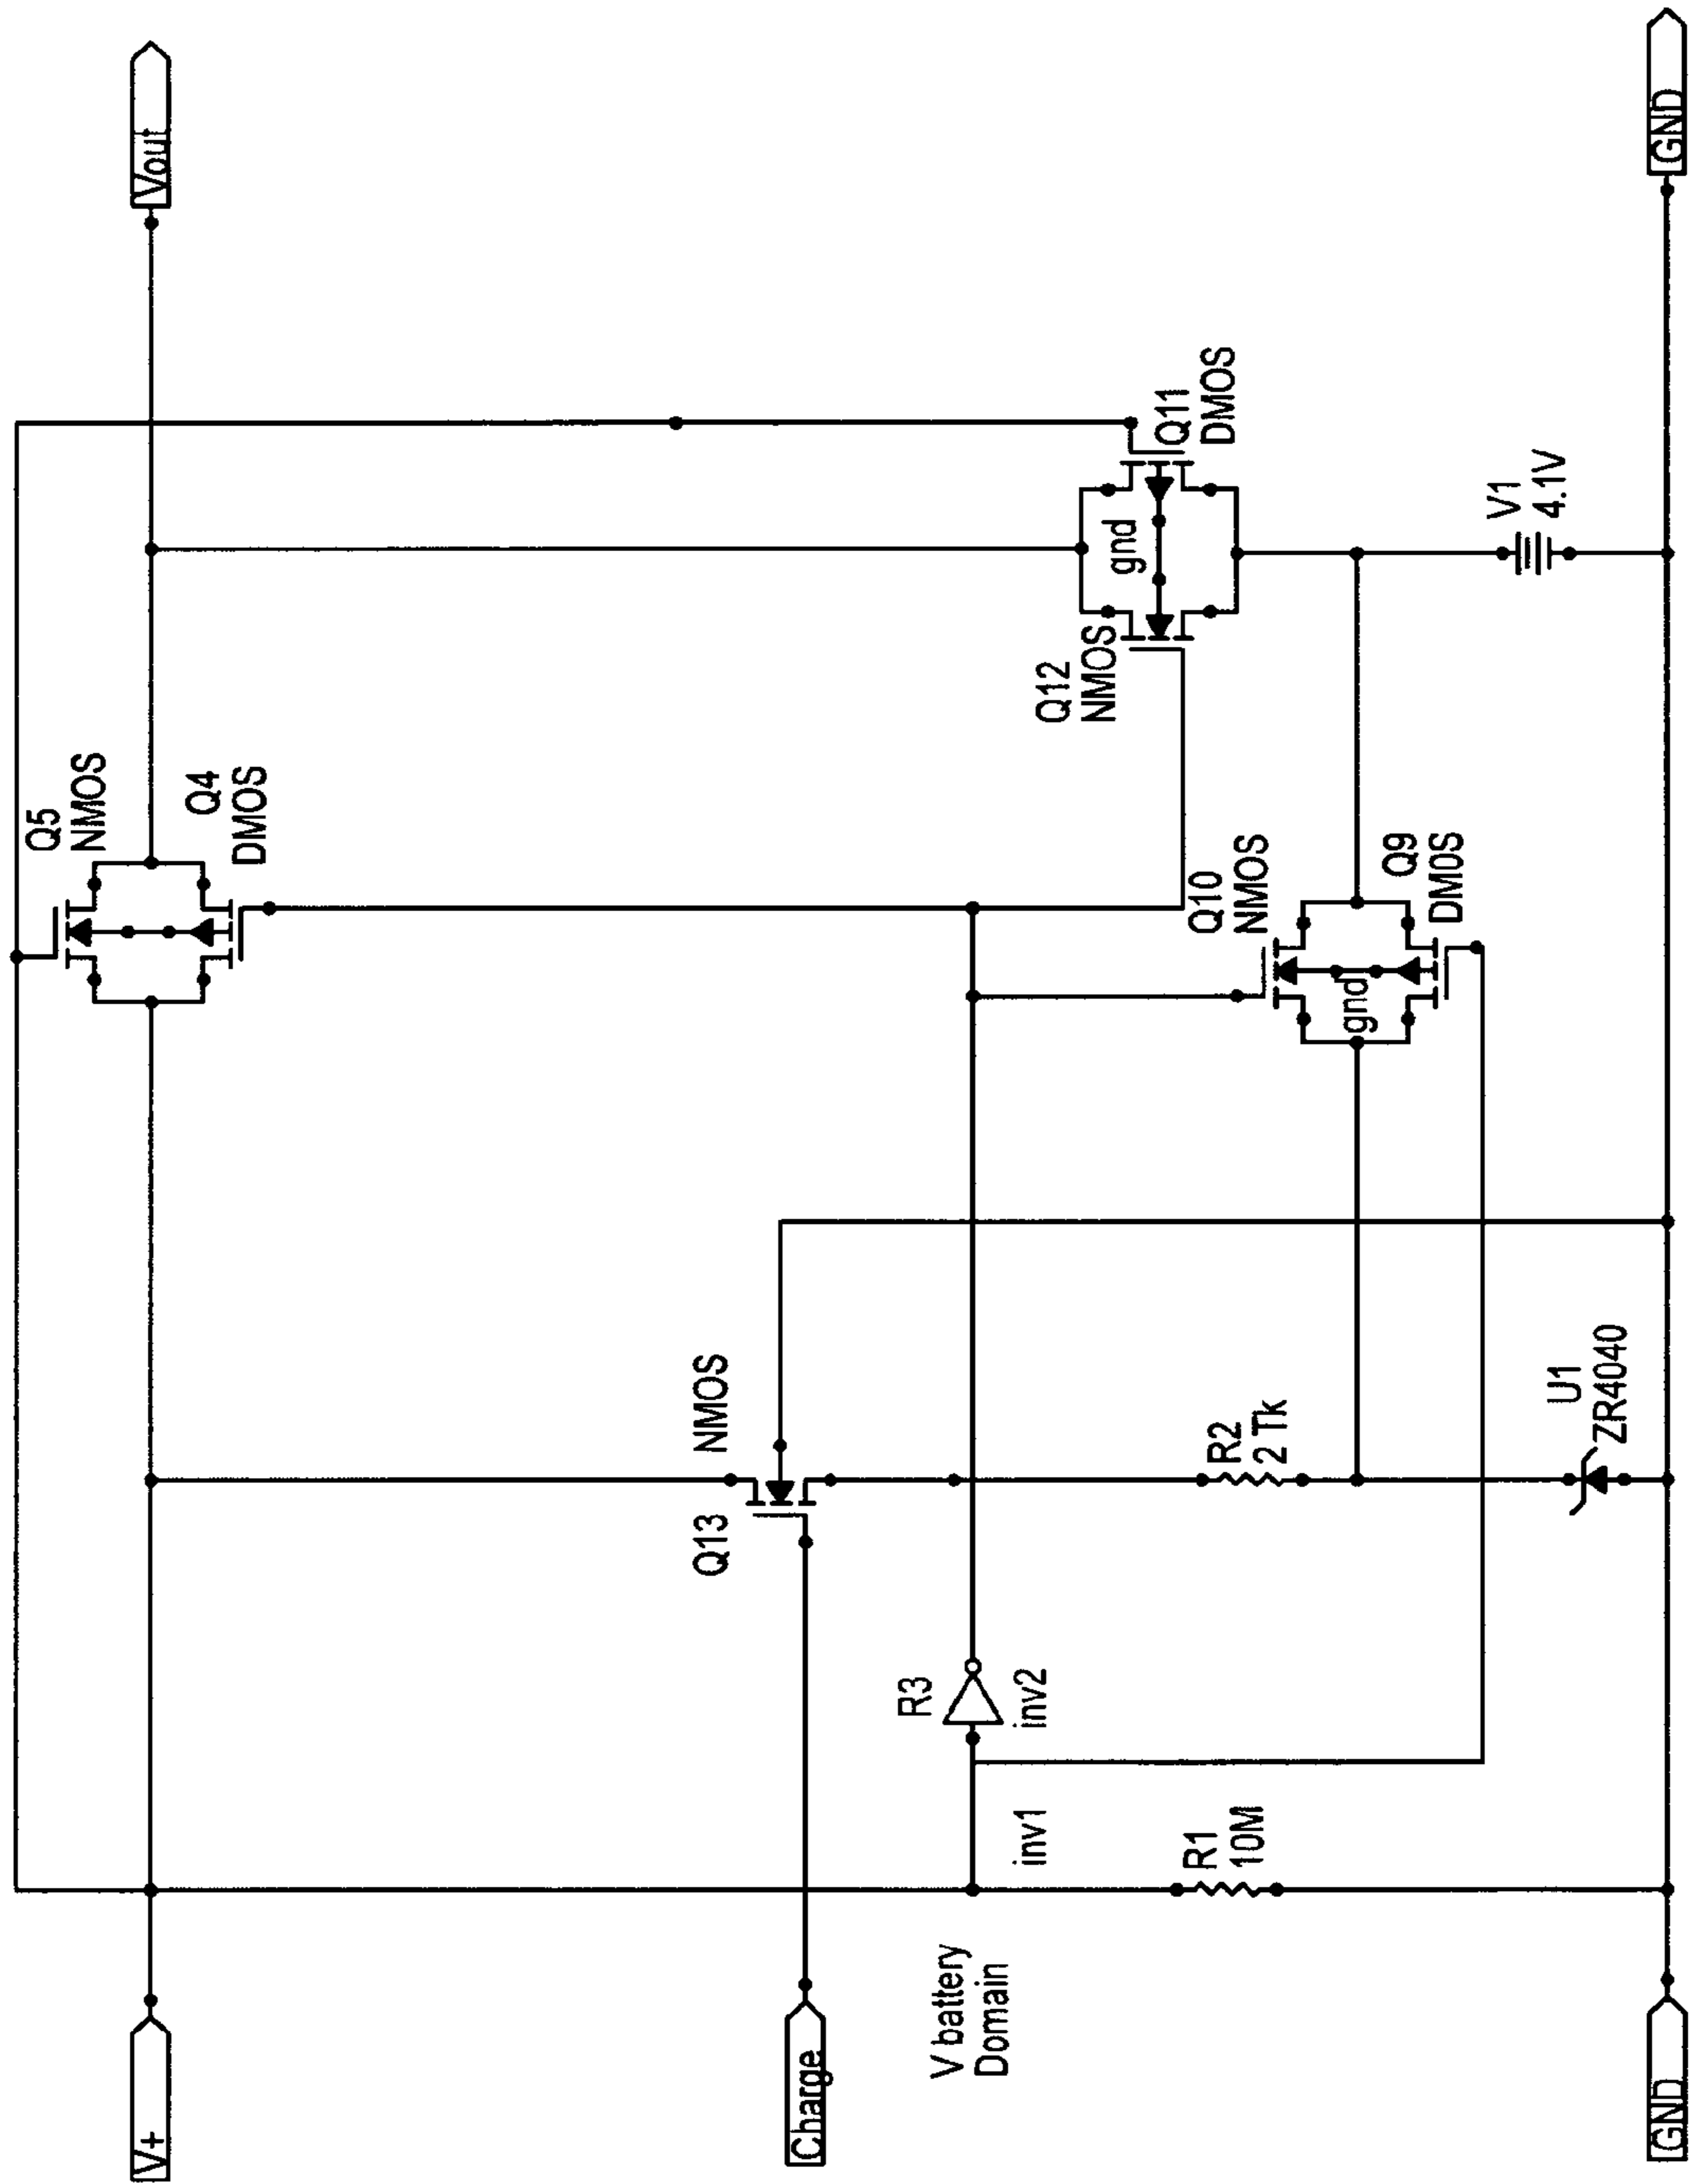 V+
Vout
Q5
NMOS
Q4
DMOS
Q13
NMOS
Charge
V battery
Domain
R3
inv2
inv1
R1
10M
R2
2 Tk
U1
ZR4040
Q10
NMOS
gnd
Q9
DM0S
Q12
NMOS
gnd
Q11
DMOS
V1
4.1V
GND
GND